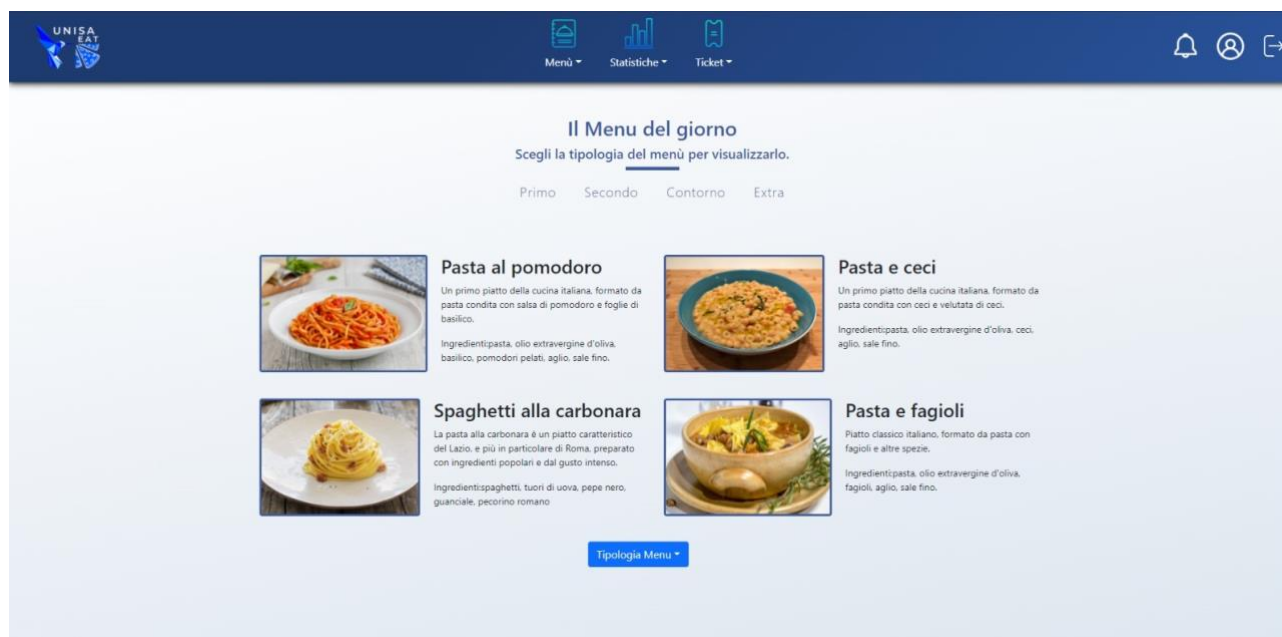 UNISA
EAT
Menù
Statistiche
Ticket
Il Menu del giorno
Scegli la tipologia del menù per visualizzarlo.
Primo Secondo Contorno Extra
Pasta al pomodoro
Un primo piatto della cucina italiana, formato da
pasta condita con salsa di pomodoro e foglie di
basilico.
Ingredienti:pasta, olio extravergine d'oliva,
basilico, pomodori pelati, aglio, sale fino.
Pasta e ceci
Un primo piatto della cucina italiana, formato da
pasta condita con ceci e velutata di ceci.
Ingredienti:pasta, olio extravergine d'oliva, ceci,
aglio, sale fino.
Spaghetti alla carbonara
La pasta alla carbonara è un piatto caratteristico
del Lazio, e più in particolare di Roma, preparato
con ingredienti popolari e dal gusto intenso.
Ingredienti:spaghetti, tuori di uova, pepe nero,
guanciale, pecorino romano
Pasta e fagioli
Piatto classico italiano, formato da pasta con
fagioli e altre spezie.
Ingredienti:pasta, olio extravergine d'oliva,
fagioli, aglio, sale fino.
Tipologia Menu